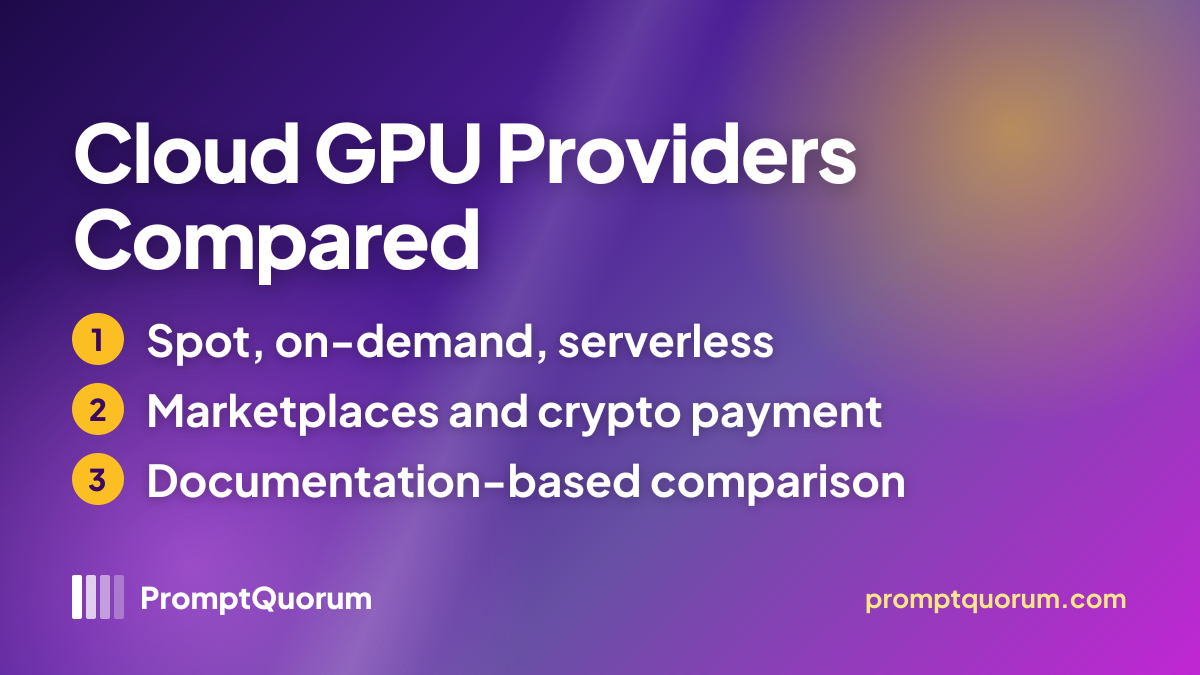 Cloud GPU Providers
Compared
1 Spot, on-demand, serverless
2 Marketplaces and crypto payment
3 Documentation-based comparison
PromptQuorum
promptquorum.com